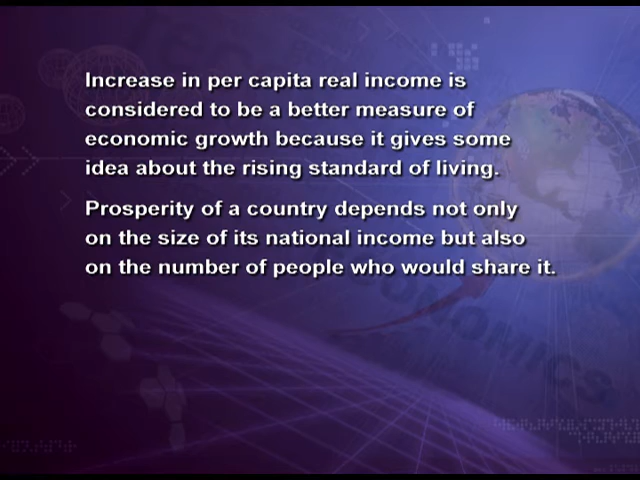 Increase in per capita real income is
considered to be a better measure of
economic growth because it gives some
idea about the rising standard of living.
Prosperity of a country depends not only
on the size of its national income but also
on the number of people who would share it.
ECONOMICS